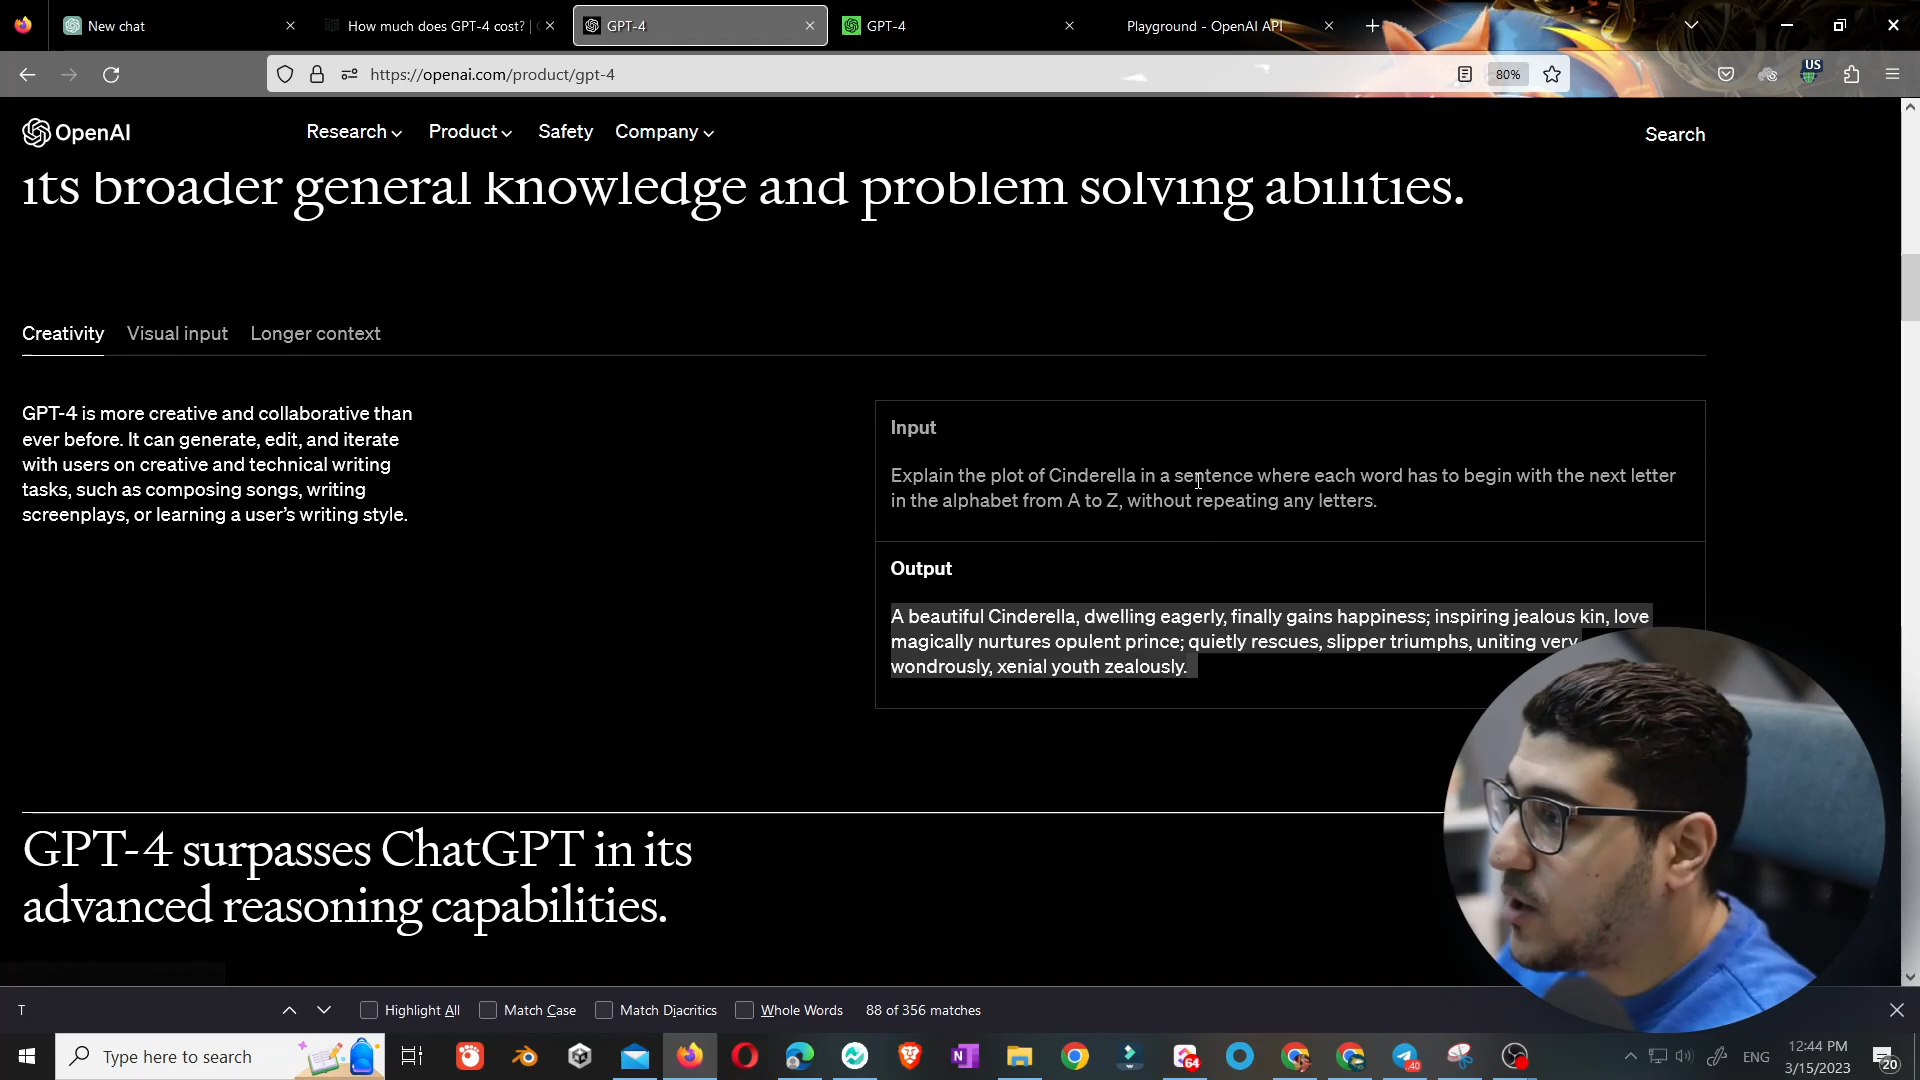 New chat
How much does GPT-4 cost? |
GPT-4
GPT-4
Playground - OpenAI API
https://openai.com/product/gpt-4
80%
US
OpenAI
Research
Product
Safety
Company
Search
its broader general knowledge and problem solving abilities.
Creativity
Visual input
Longer context
GPT-4 is more creative and collaborative than
ever before. It can generate, edit, and iterate
with users on creative and technical writing
tasks, such as composing songs, writing
screenplays, or learning a user's writing style.
Input
Explain the plot of Cinderella in a sentence where each word has to begin with the next letter
in the alphabet from A to Z, without repeating any letters.
Output
A beautiful Cinderella, dwelling eagerly, finally gains happiness; inspiring jealous kin, love
magically nurtures opulent prince; quietly rescues, slipper triumphs, uniting very
wondrously, xenial youth zealously.
GPT-4 surpasses ChatGPT in its
advanced reasoning capabilities.
T
Highlight All
Match Case
Match Diacritics
Whole Words
88 of 356 matches
Type here to search
64
40
ENG
12:44 PM
3/15/2023
20